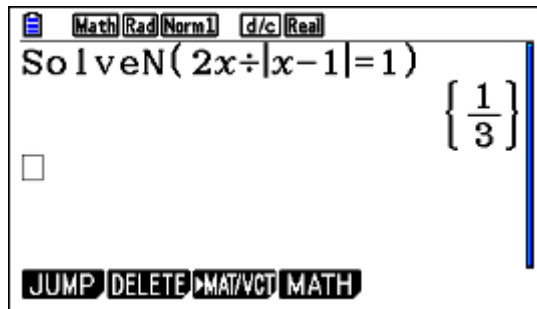 Math Rad Norm1 d/c Real
SolveN(2x÷|x-1|=1)
{1/3}
JUMP DELETE ▶MAT/VCT MATH